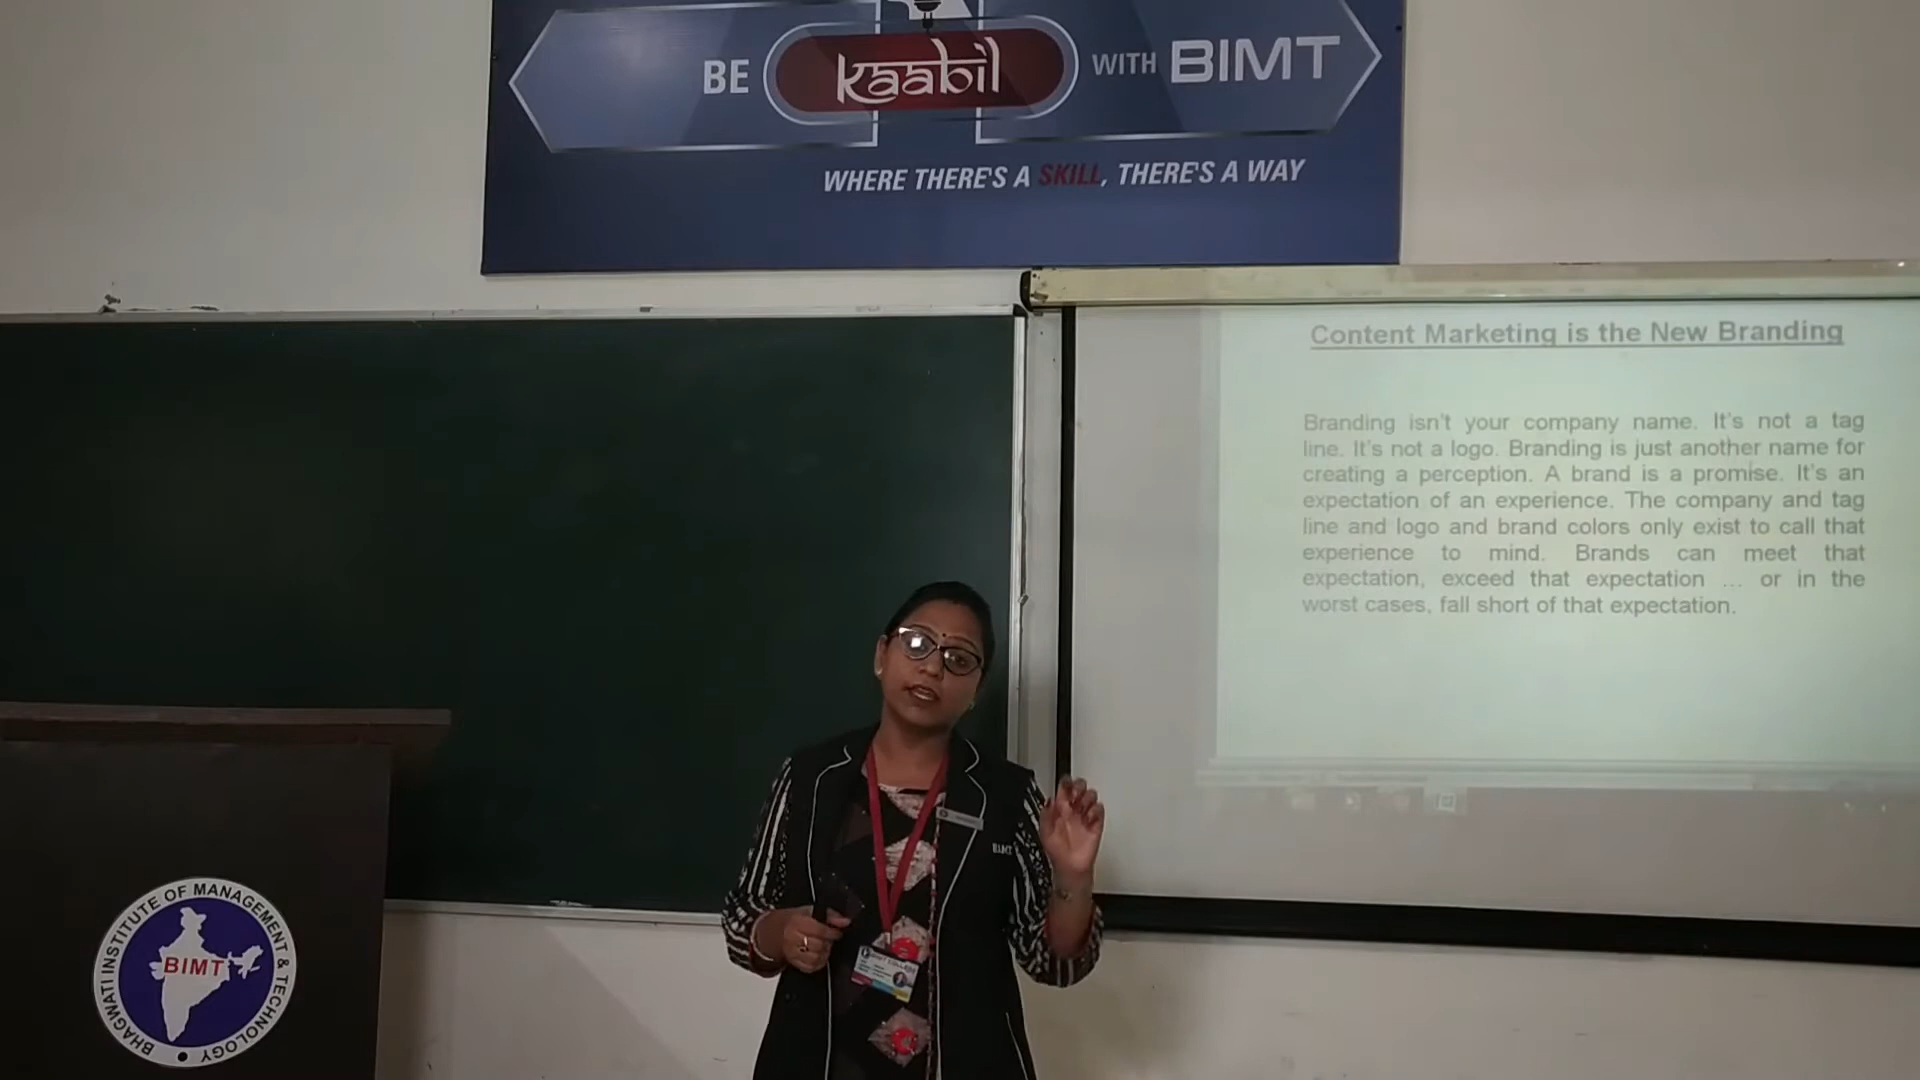 BE kaabil WITH BIMT
WHERE THERE'S A SKILL, THERE'S A WAY
Content Marketing is the New Branding
Branding isn't your company name. It's not a tag
line. It's not a logo. Branding is just another name for
creating a perception. A brand is a promise. It's an
expectation of an experience. The company and tag
line and logo and brand colors only exist to call that
experience to mind. Brands can meet that
expectation, exceed that expectation ... or in the
worst cases, fall short of that expectation.
BIMT
BHAGWATI INSTITUTE OF MANAGEMENT & TECHNOLOGY
BIMT